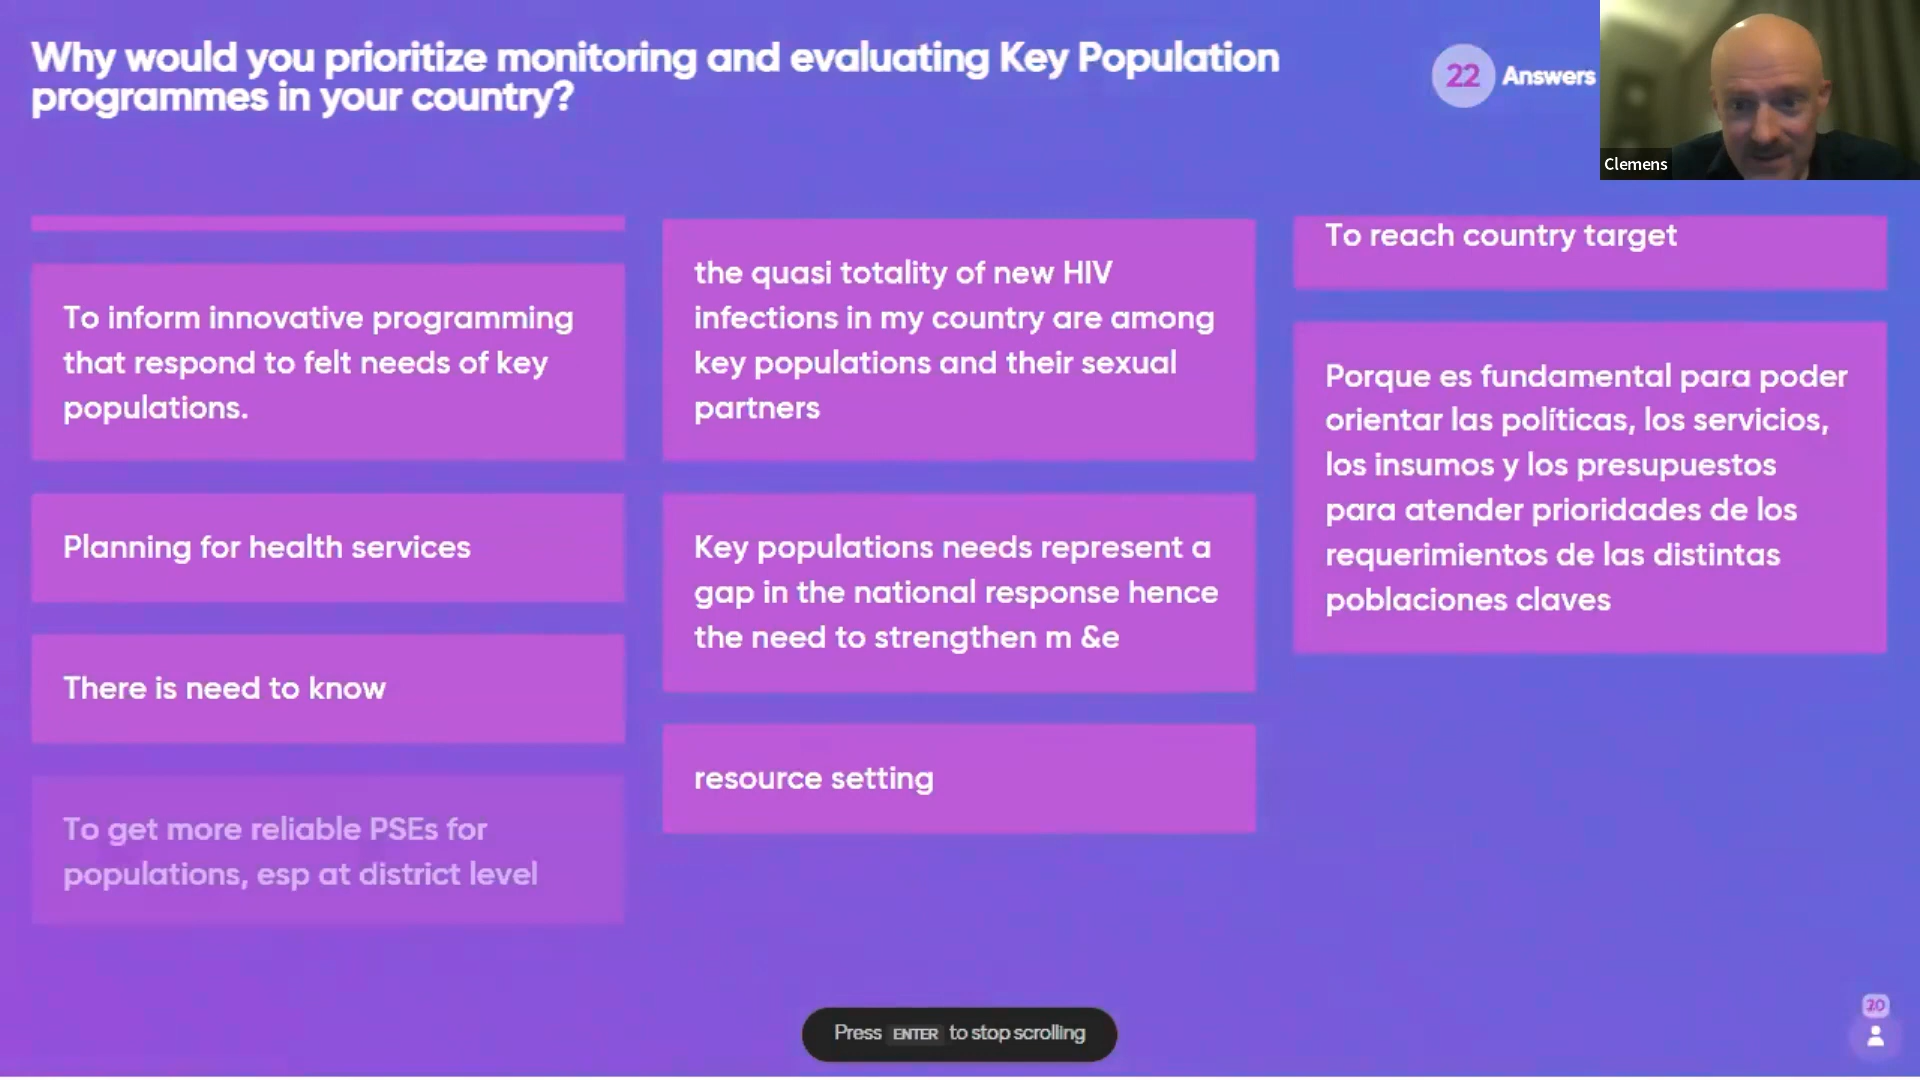 Why would you prioritize monitoring and evaluating Key Population
programmes in your country?
22 Answers
Clemens
To inform innovative programming
that respond to felt needs of key
populations.
Planning for health services
There is need to know
To get more reliable PSEs for
populations, esp at district level
the quasi totality of new HIV
infections in my country are among
key populations and their sexual
partners
Key populations needs represent a
gap in the national response hence
the need to strengthen m &e
resource setting
To reach country target
Porque es fundamental para poder
orientar las políticas, los servicios,
los insumos y los presupuestos
para atender prioridades de los
requerimientos de las distintas
poblaciones claves
Press ENTER to stop scrolling